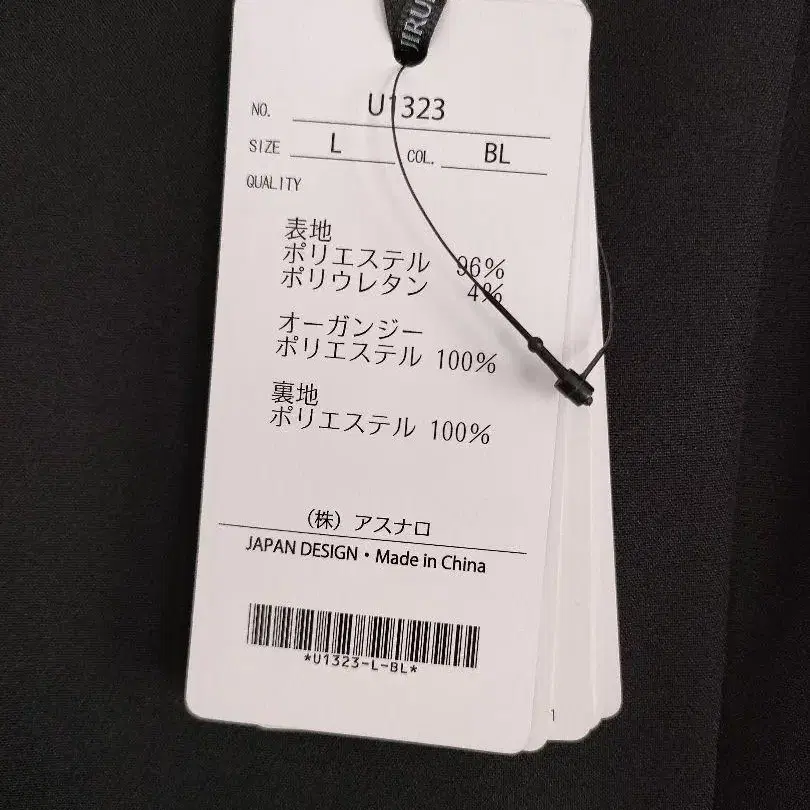 JIRUS
NO. U1323
SIZE L COL. BL
QUALITY
表地
ポリエステル 96%
ポリウレタン 4%
オーガンジー
ポリエステル 100%
裏地
ポリエステル 100%
（株）アスナロ
JAPAN DESIGN・Made in China
*U1323-L-BL*
1